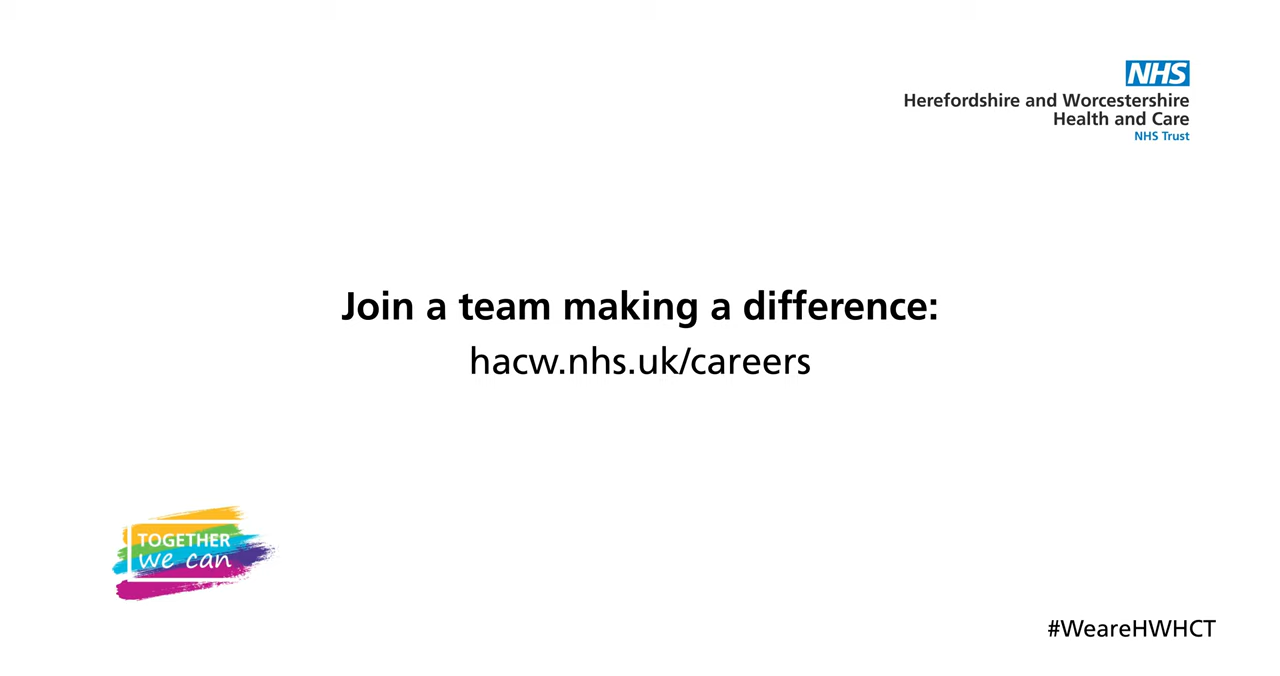 NHS
Herefordshire and Worcestershire
Health and Care
NHS Trust
Join a team making a difference:
hacw.nhs.uk/careers
TOGETHER
we can
#WeareHWHCT